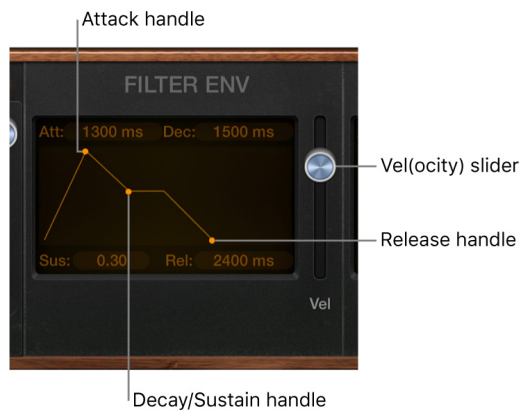 Attack handle
FILTER ENV
Att: 1300 ms Dec: 1500 ms
Vel(ocity) slider
Release handle
Sus: 0.30 Rel: 2400 ms
Vel
Decay/Sustain handle